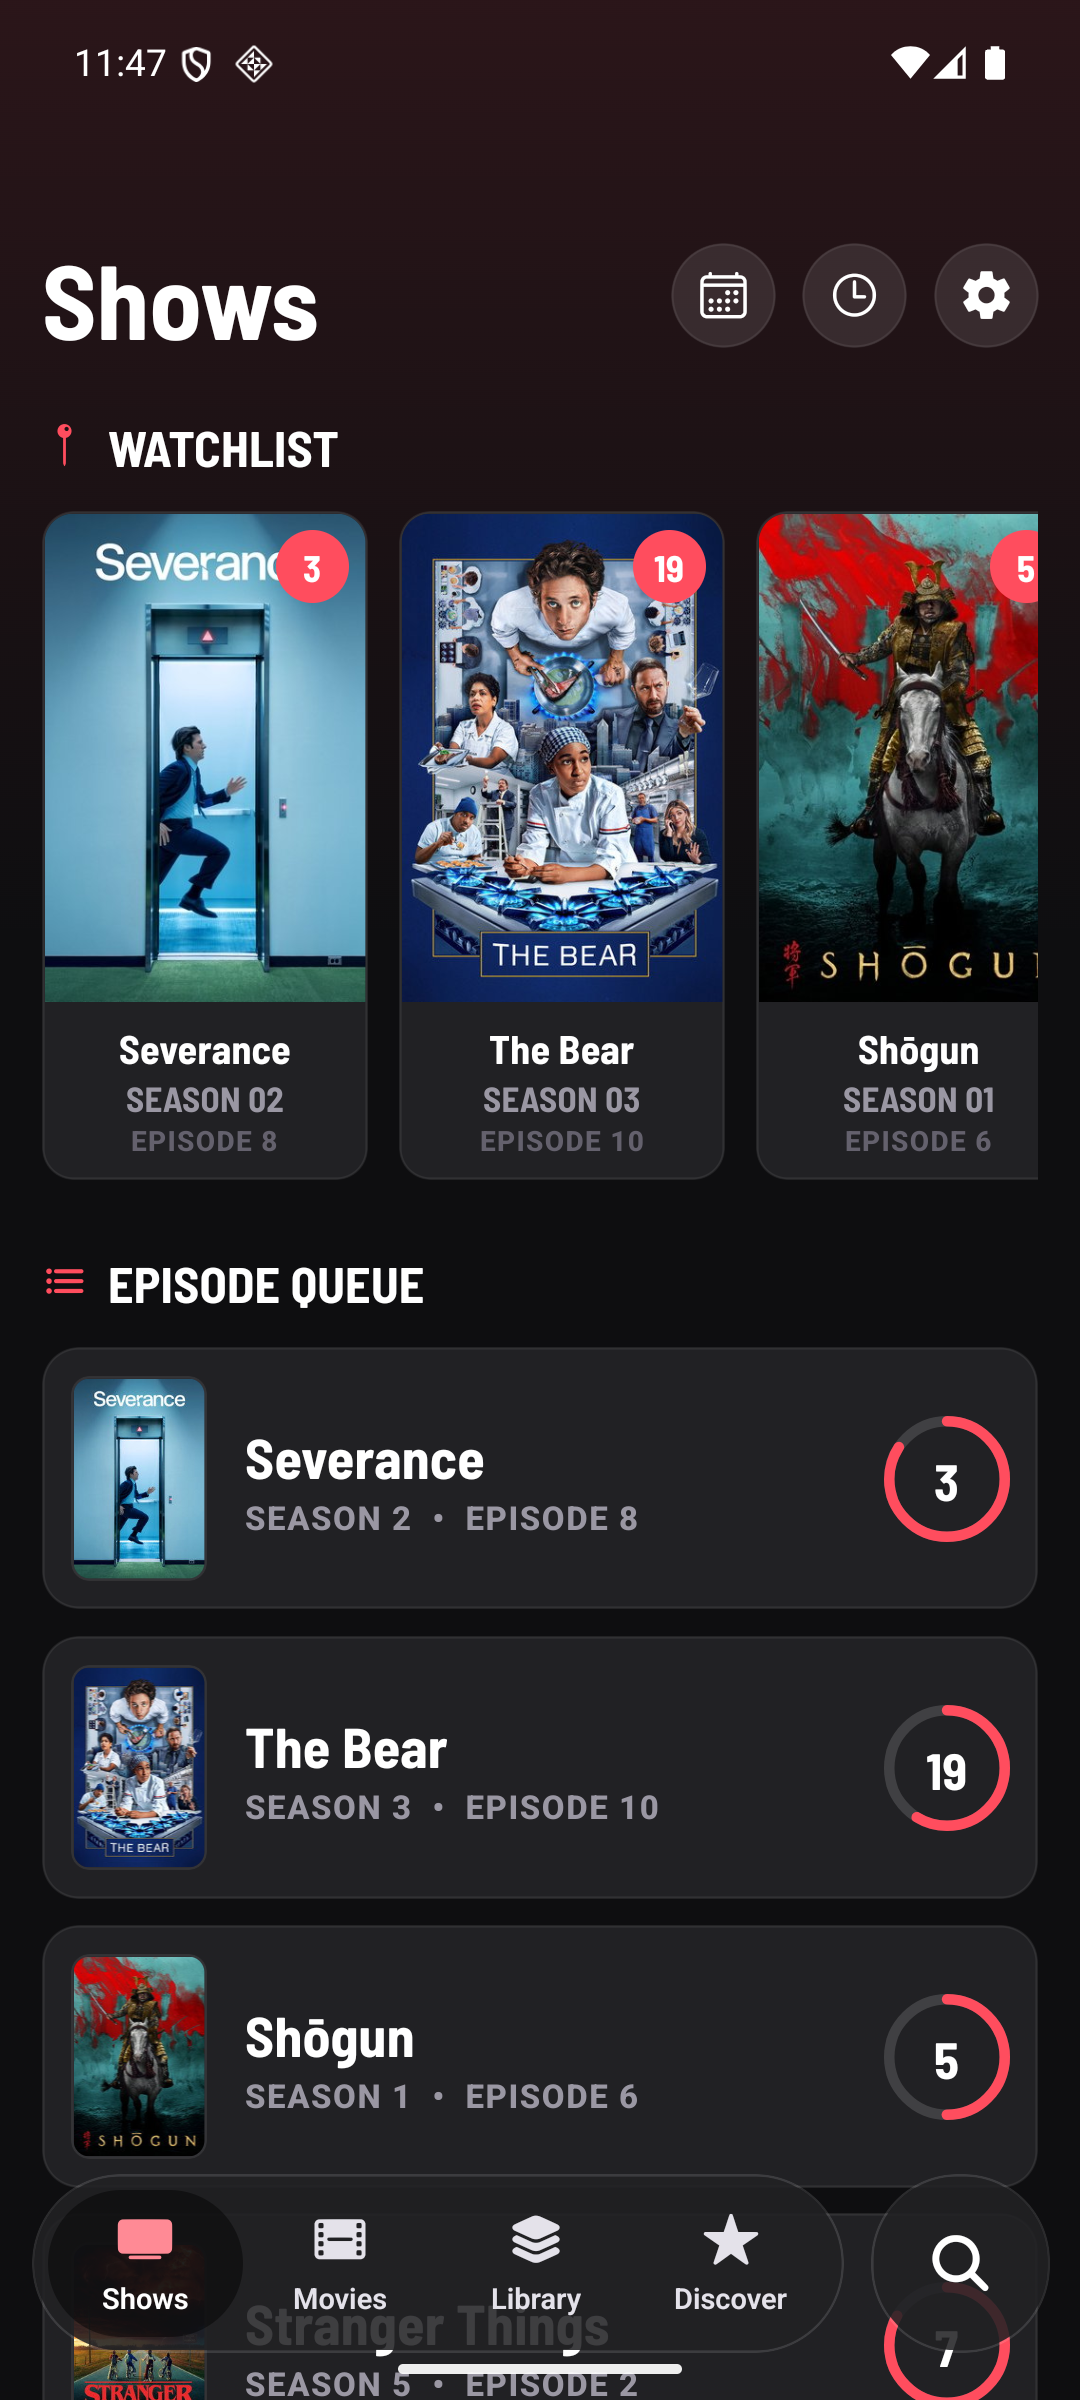 11:47
Shows
WATCHLIST
Severanc
3
19
THE BEAR
5
将軍
SHŌGU
Severance
SEASON 02
EPISODE 8
The Bear
SEASON 03
EPISODE 10
Shōgun
SEASON 01
EPISODE 6
EPISODE QUEUE
Severance
Severance
SEASON 2 • EPISODE 8
3
THE BEAR
The Bear
SEASON 3 • EPISODE 10
19
SHŌGUN
Shōgun
SEASON 1 • EPISODE 6
5
Shows
Movies
Library
Discover
STRANGER
Stranger Things
SEASON 5 • EPISODE 2
7